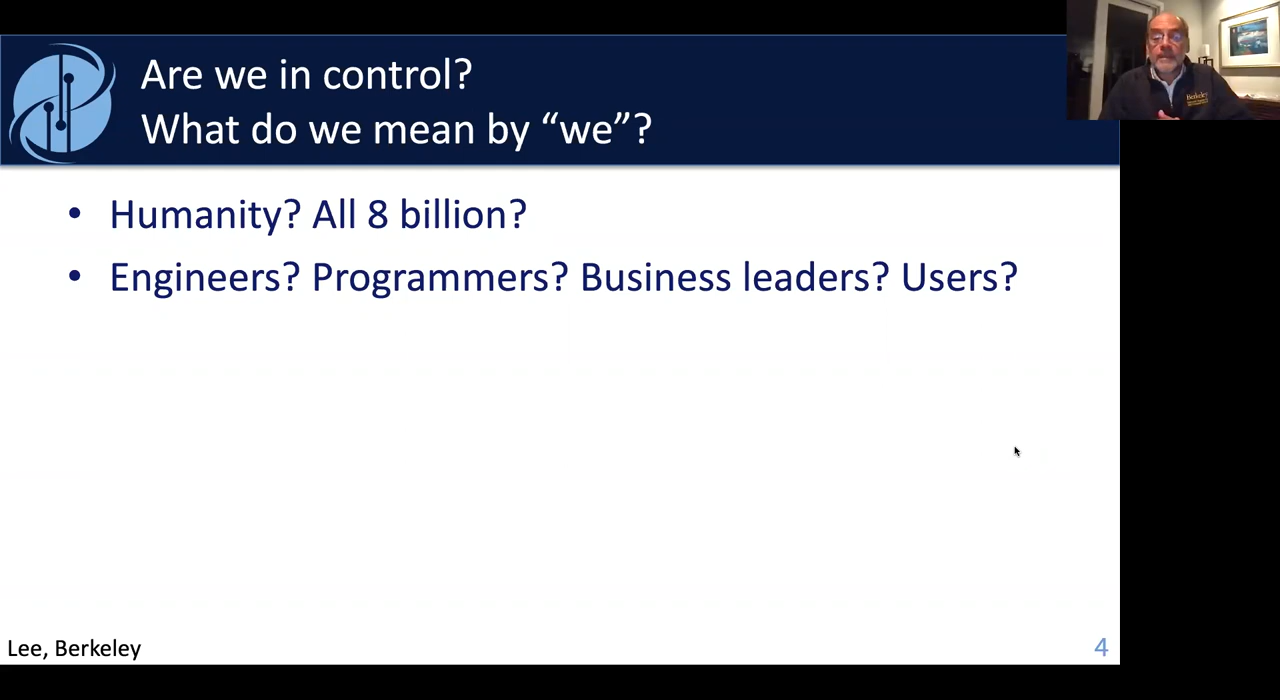 Are we in control?
What do we mean by “we”?
• Humanity? All 8 billion?
• Engineers? Programmers? Business leaders? Users?
Lee, Berkeley
4
Berkeley